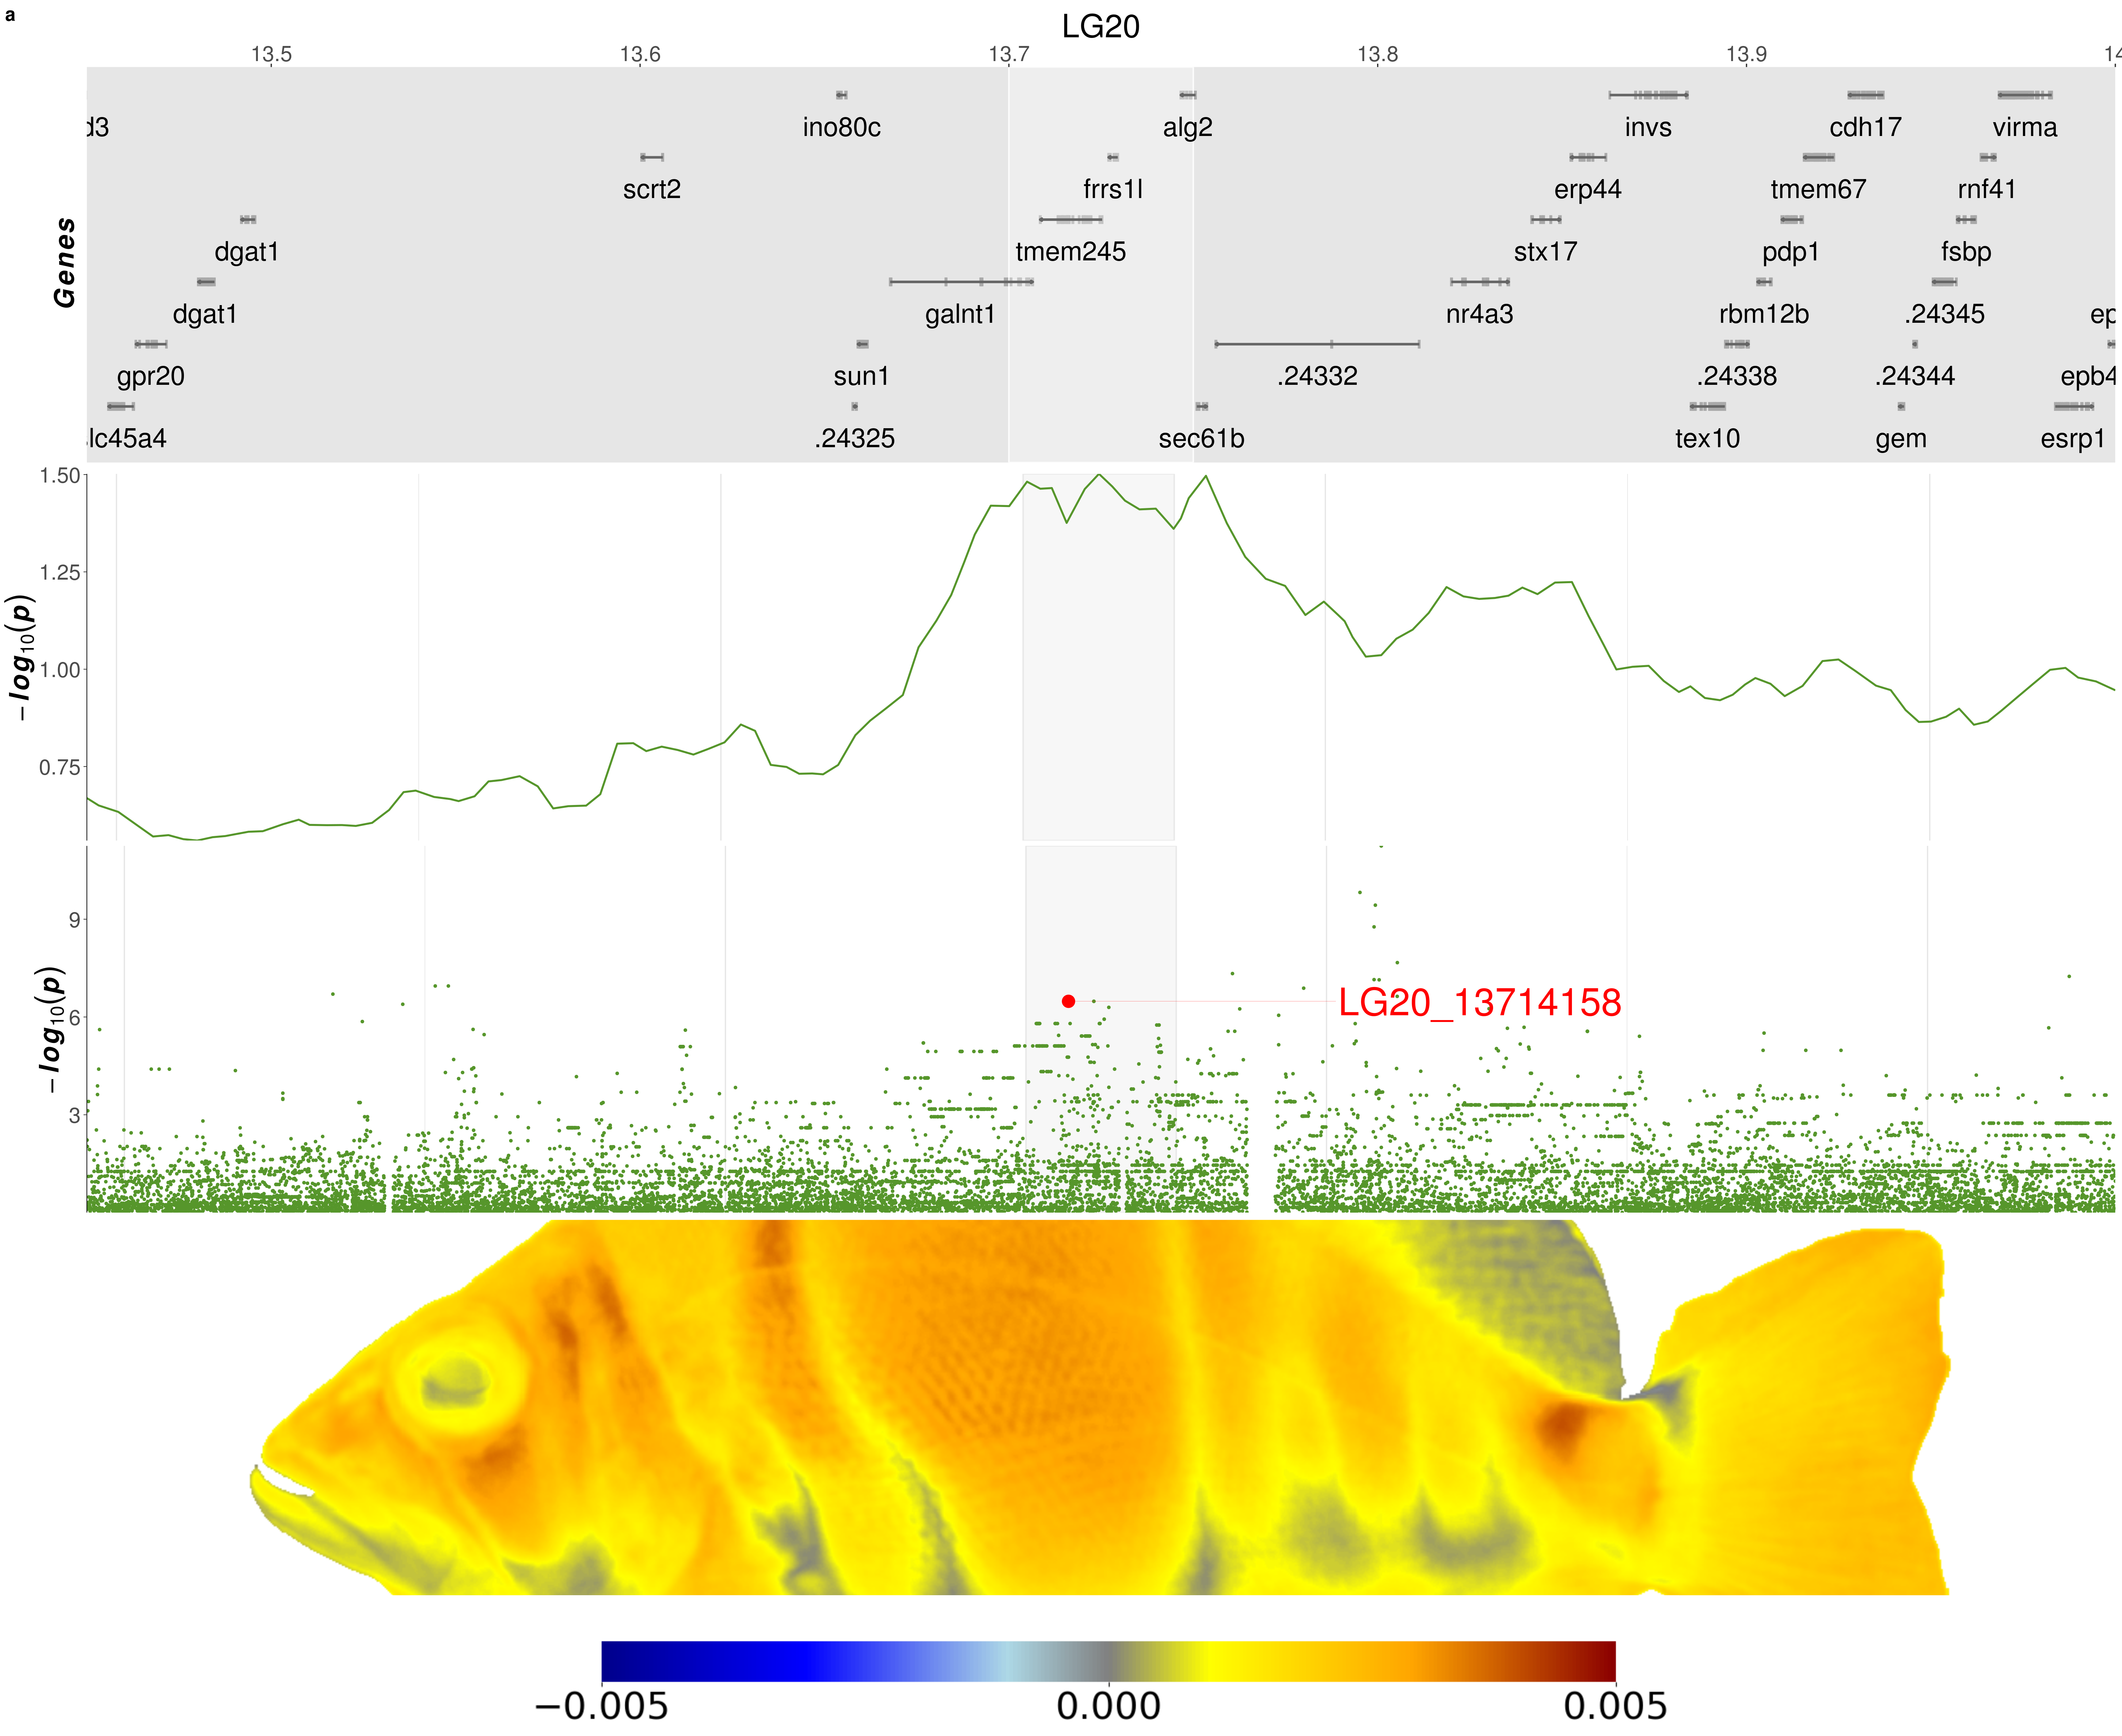 a
LG20
13.5 13.6 13.7 13.8 13.9 14
d3 ino80c alg2 invs cdh17 virma
scrt2 frrs1l erp44 tmem67 rnf41
Genes
dgat1 tmem245 stx17 pdp1 fsbp
dgat1 galnt1 nr4a3 rbm12b .24345 ep
gpr20 sun1 .24332 .24338 .24344 epb4
lc45a4 .24325 sec61b tex10 gem esrp1
1.50
1.25
−log10(p)
1.00
0.75
9
−log10(p)
6
3
LG20_13714158
−0.005 0.000 0.005